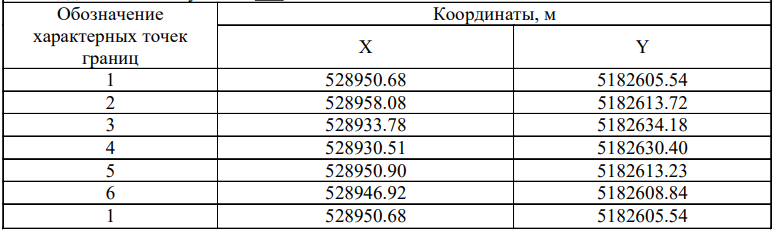 Обозначение характерных точек границ Координаты, м
X Y
1 528950.68 5182605.54
2 528958.08 5182613.72
3 528933.78 5182634.18
4 528930.51 5182630.40
5 528950.90 5182613.23
6 528946.92 5182608.84
1 528950.68 5182605.54